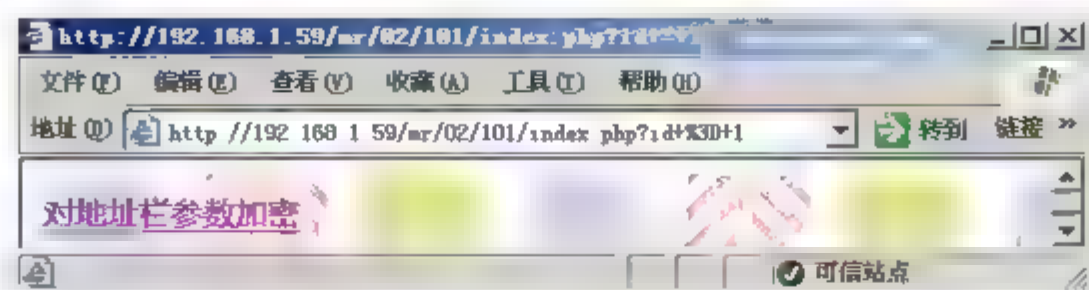 http://192.168.1.59/mr/02/101/index.php?id
文件(F) 编辑(E) 查看(V) 收藏(A) 工具(T) 帮助(H)
地址(D) http //192 168 1 59/mr/02/101/index php?id+%3D+1 转到 链接 »
对地址栏参数加密
可信站点